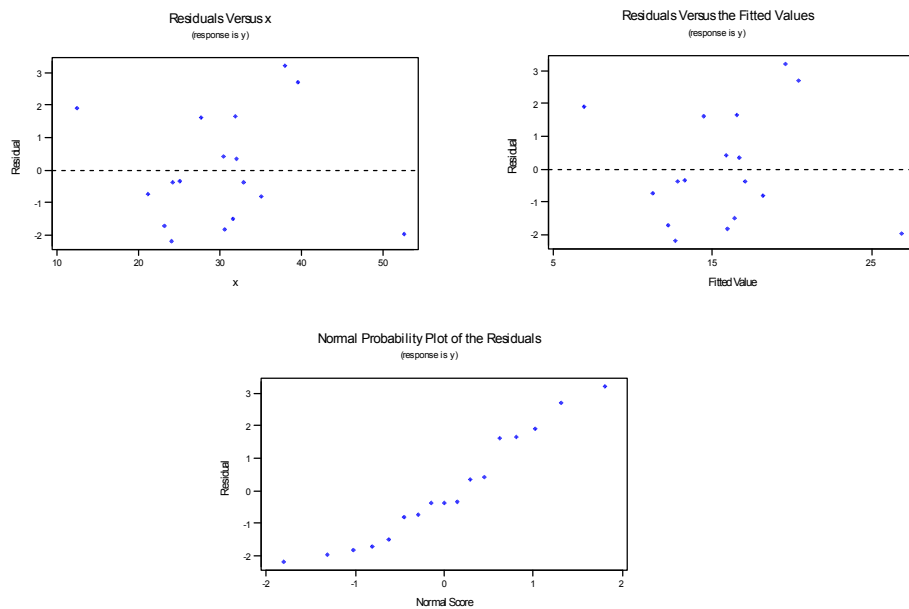 Residuals Versus x
(response is y)
3
2
1
0
-1
-2
Residual
10 20 30 40 50
x
Residuals Versus the Fitted Values
(response is y)
3
2
1
0
-1
-2
Residual
5 15 25
Fitted Value
Normal Probability Plot of the Residuals
(response is y)
3
2
1
0
-1
-2
Residual
-2 -1 0 1 2
Normal Score